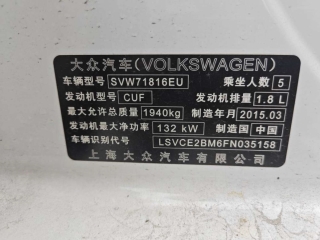 大众汽车(VOLKSWAGEN)
车辆型号 SVW71816EU 乘坐人数 5
发动机型号 CUF 发动机排量 1.8 L
最大允许总质量 1940kg 制造年月 2015.03
发动机最大净功率 132 kW 制造国 中国
车辆识别代号 LSVCE2BM6FN035158
上海大众汽车有限公司